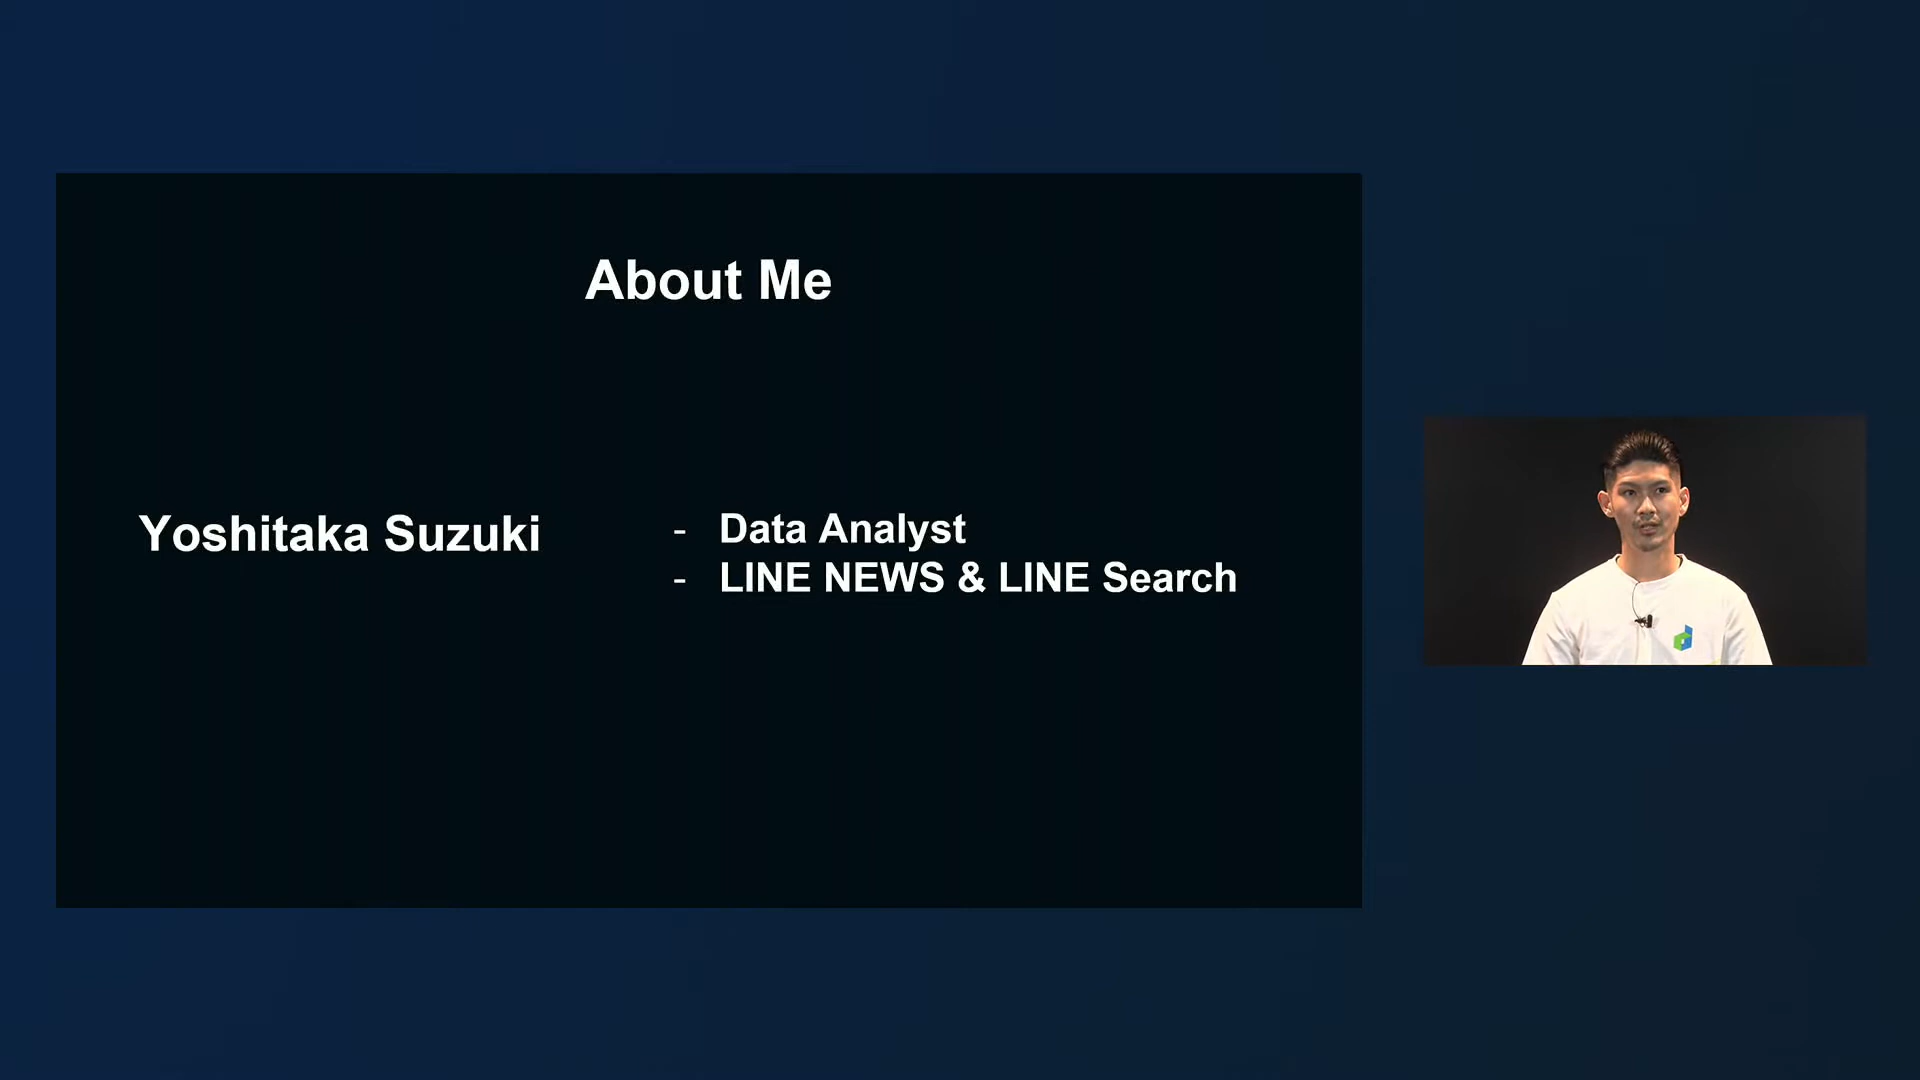 About Me
Yoshitaka Suzuki
- Data Analyst
- LINE NEWS & LINE Search